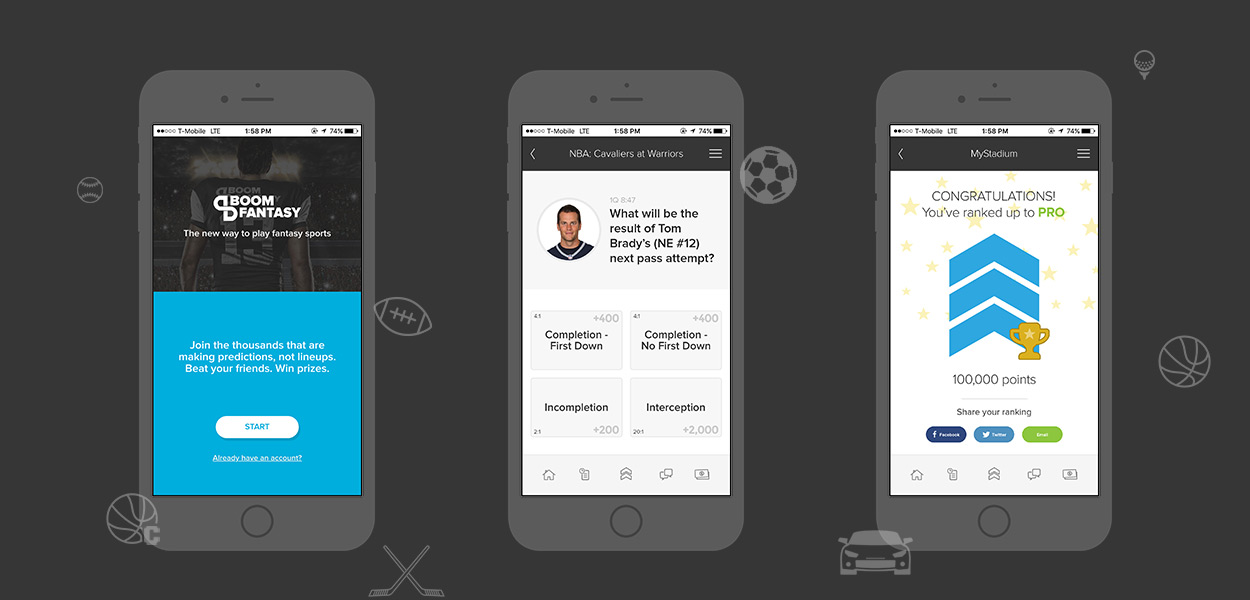 T-Mobile LTE 1:58 PM 74%
BOOM
BOOM
FANTASY
The new way to play fantasy sports
Join the thousands that are
making predictions, not lineups.
Beat your friends. Win prizes.
START
Already have an account?
T-Mobile LTE 1:58 PM 74%
NBA: Cavaliers at Warriors
1Q 8:47
What will be the
result of Tom
Brady's (NE #12)
next pass attempt?
4:1 +400
Completion -
First Down
4:1 +400
Completion -
No First Down
Incompletion
2:1 +200
Interception
20:1 +2,000
T-Mobile LTE 1:58 PM 74%
MyStadium
CONGRATULATIONS!
You've ranked up to PRO
100,000 points
Share your ranking
Facebook
Twitter
Email
C